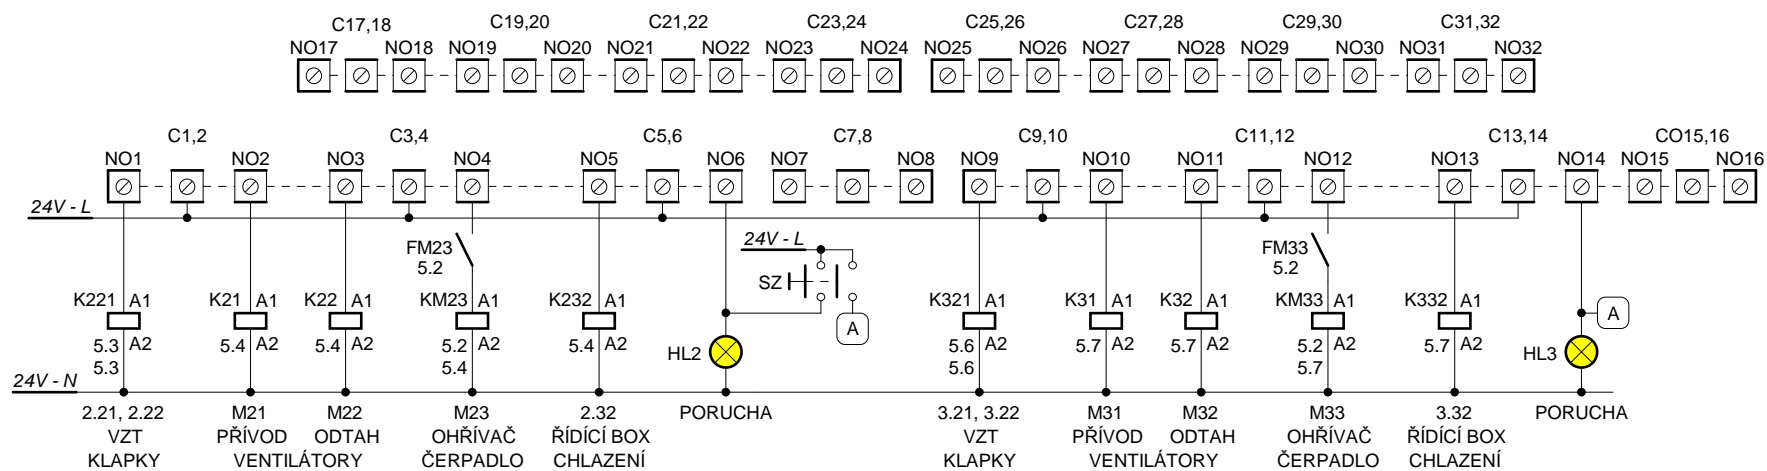 C17,18 C19,20 C21,22 C23,24 C25,26 C27,28 C29,30 C31,32
NO17 NO18 NO19 NO20 NO21 NO22 NO23 NO24 NO25 NO26 NO27 NO28 NO29 NO30 NO31 NO32
C1,2 C3,4 C5,6 C7,8 C9,10 C11,12 C13,14 CO15,16
NO1 NO2 NO3 NO4 NO5 NO6 NO7 NO8 NO9 NO10 NO11 NO12 NO13 NO14 NO15 NO16
24V - L
FM23 24V - L FM33
5.2 5.2
SZ
K221 A1 K21 A1 K22 A1 KM23 A1 K232 A1 K321 A1 K31 A1 K32 A1 KM33 A1 K332 A1
A A
5.3 A2 5.4 A2 5.4 A2 5.2 A2 5.4 A2 5.6 A2 5.7 A2 5.7 A2 5.2 A2 5.7 A2
HL2 HL3
5.3 5.4 5.6 5.7
24V - N
2.21, 2.22 M21 M22 M23 2.32 PORUCHA 3.21, 3.22 M31 M32 M33 3.32 PORUCHA
VZT PŘÍVOD ODTAH OHŘÍVAČ ŘÍDÍCÍ BOX VZT PŘÍVOD ODTAH OHŘÍVAČ ŘÍDÍCÍ BOX
KLAPKY VENTILÁTORY ČERPADLO CHLAZENÍ KLAPKY VENTILÁTORY ČERPADLO CHLAZENÍ